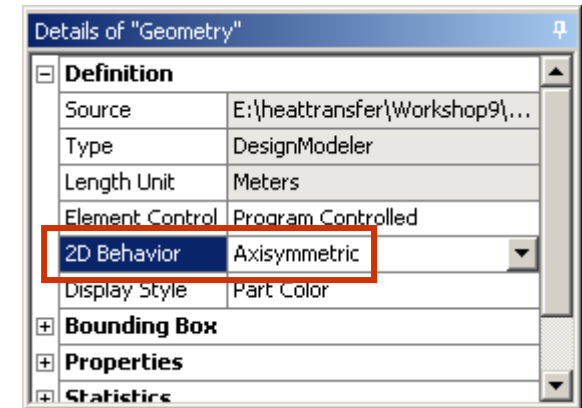 Details of "Geometry"
Definition
Source E:\heattransfer\Workshop9\...
Type DesignModeler
Length Unit Meters
Element Control Program Controlled
2D Behavior Axisymmetric
Display Style Part Color
Bounding Box
Properties
Statistics